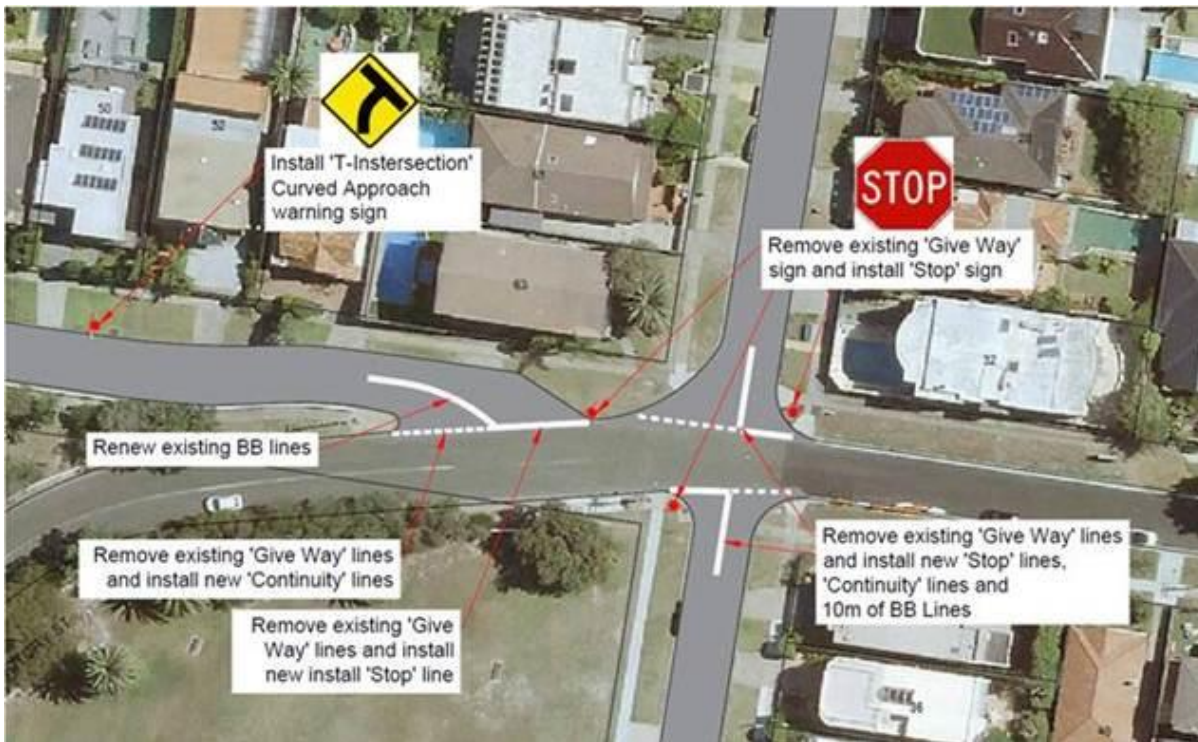 50
52
Install 'T-Instersection'
Curved Approach
warning sign
STOP
Remove existing 'Give Way'
sign and install 'Stop' sign
63
32
Renew existing BB lines
Remove existing 'Give Way' lines
and install new 'Continuity' lines
Remove existing 'Give
Way' lines and install
new install 'Stop' line
Remove existing 'Give Way' lines
and install new 'Stop' lines,
'Continuity' lines and
10m of BB Lines
36